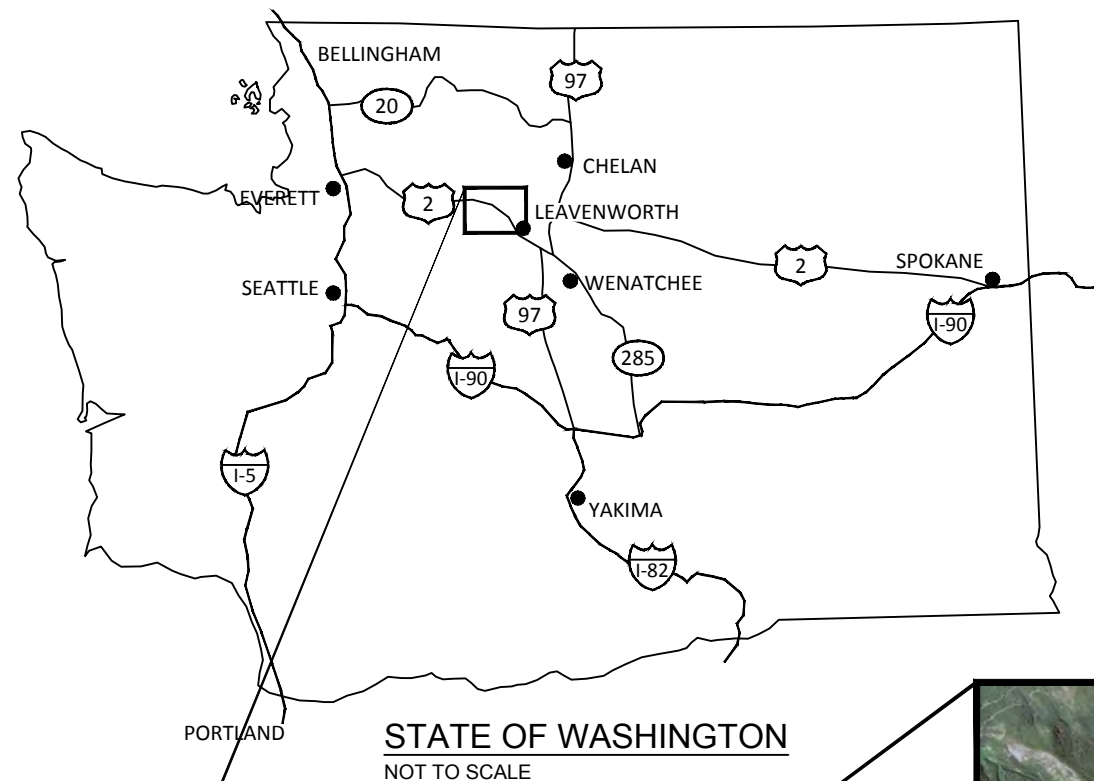 BELLINGHAM
97
20
CHELAN
EVERETT
2
LEAVENWORTH
2
SPOKANE
SEATTLE
WENATCHEE
97
I-90
285
I-90
I-5
YAKIMA
I-82
PORTLAND
STATE OF WASHINGTON
NOT TO SCALE